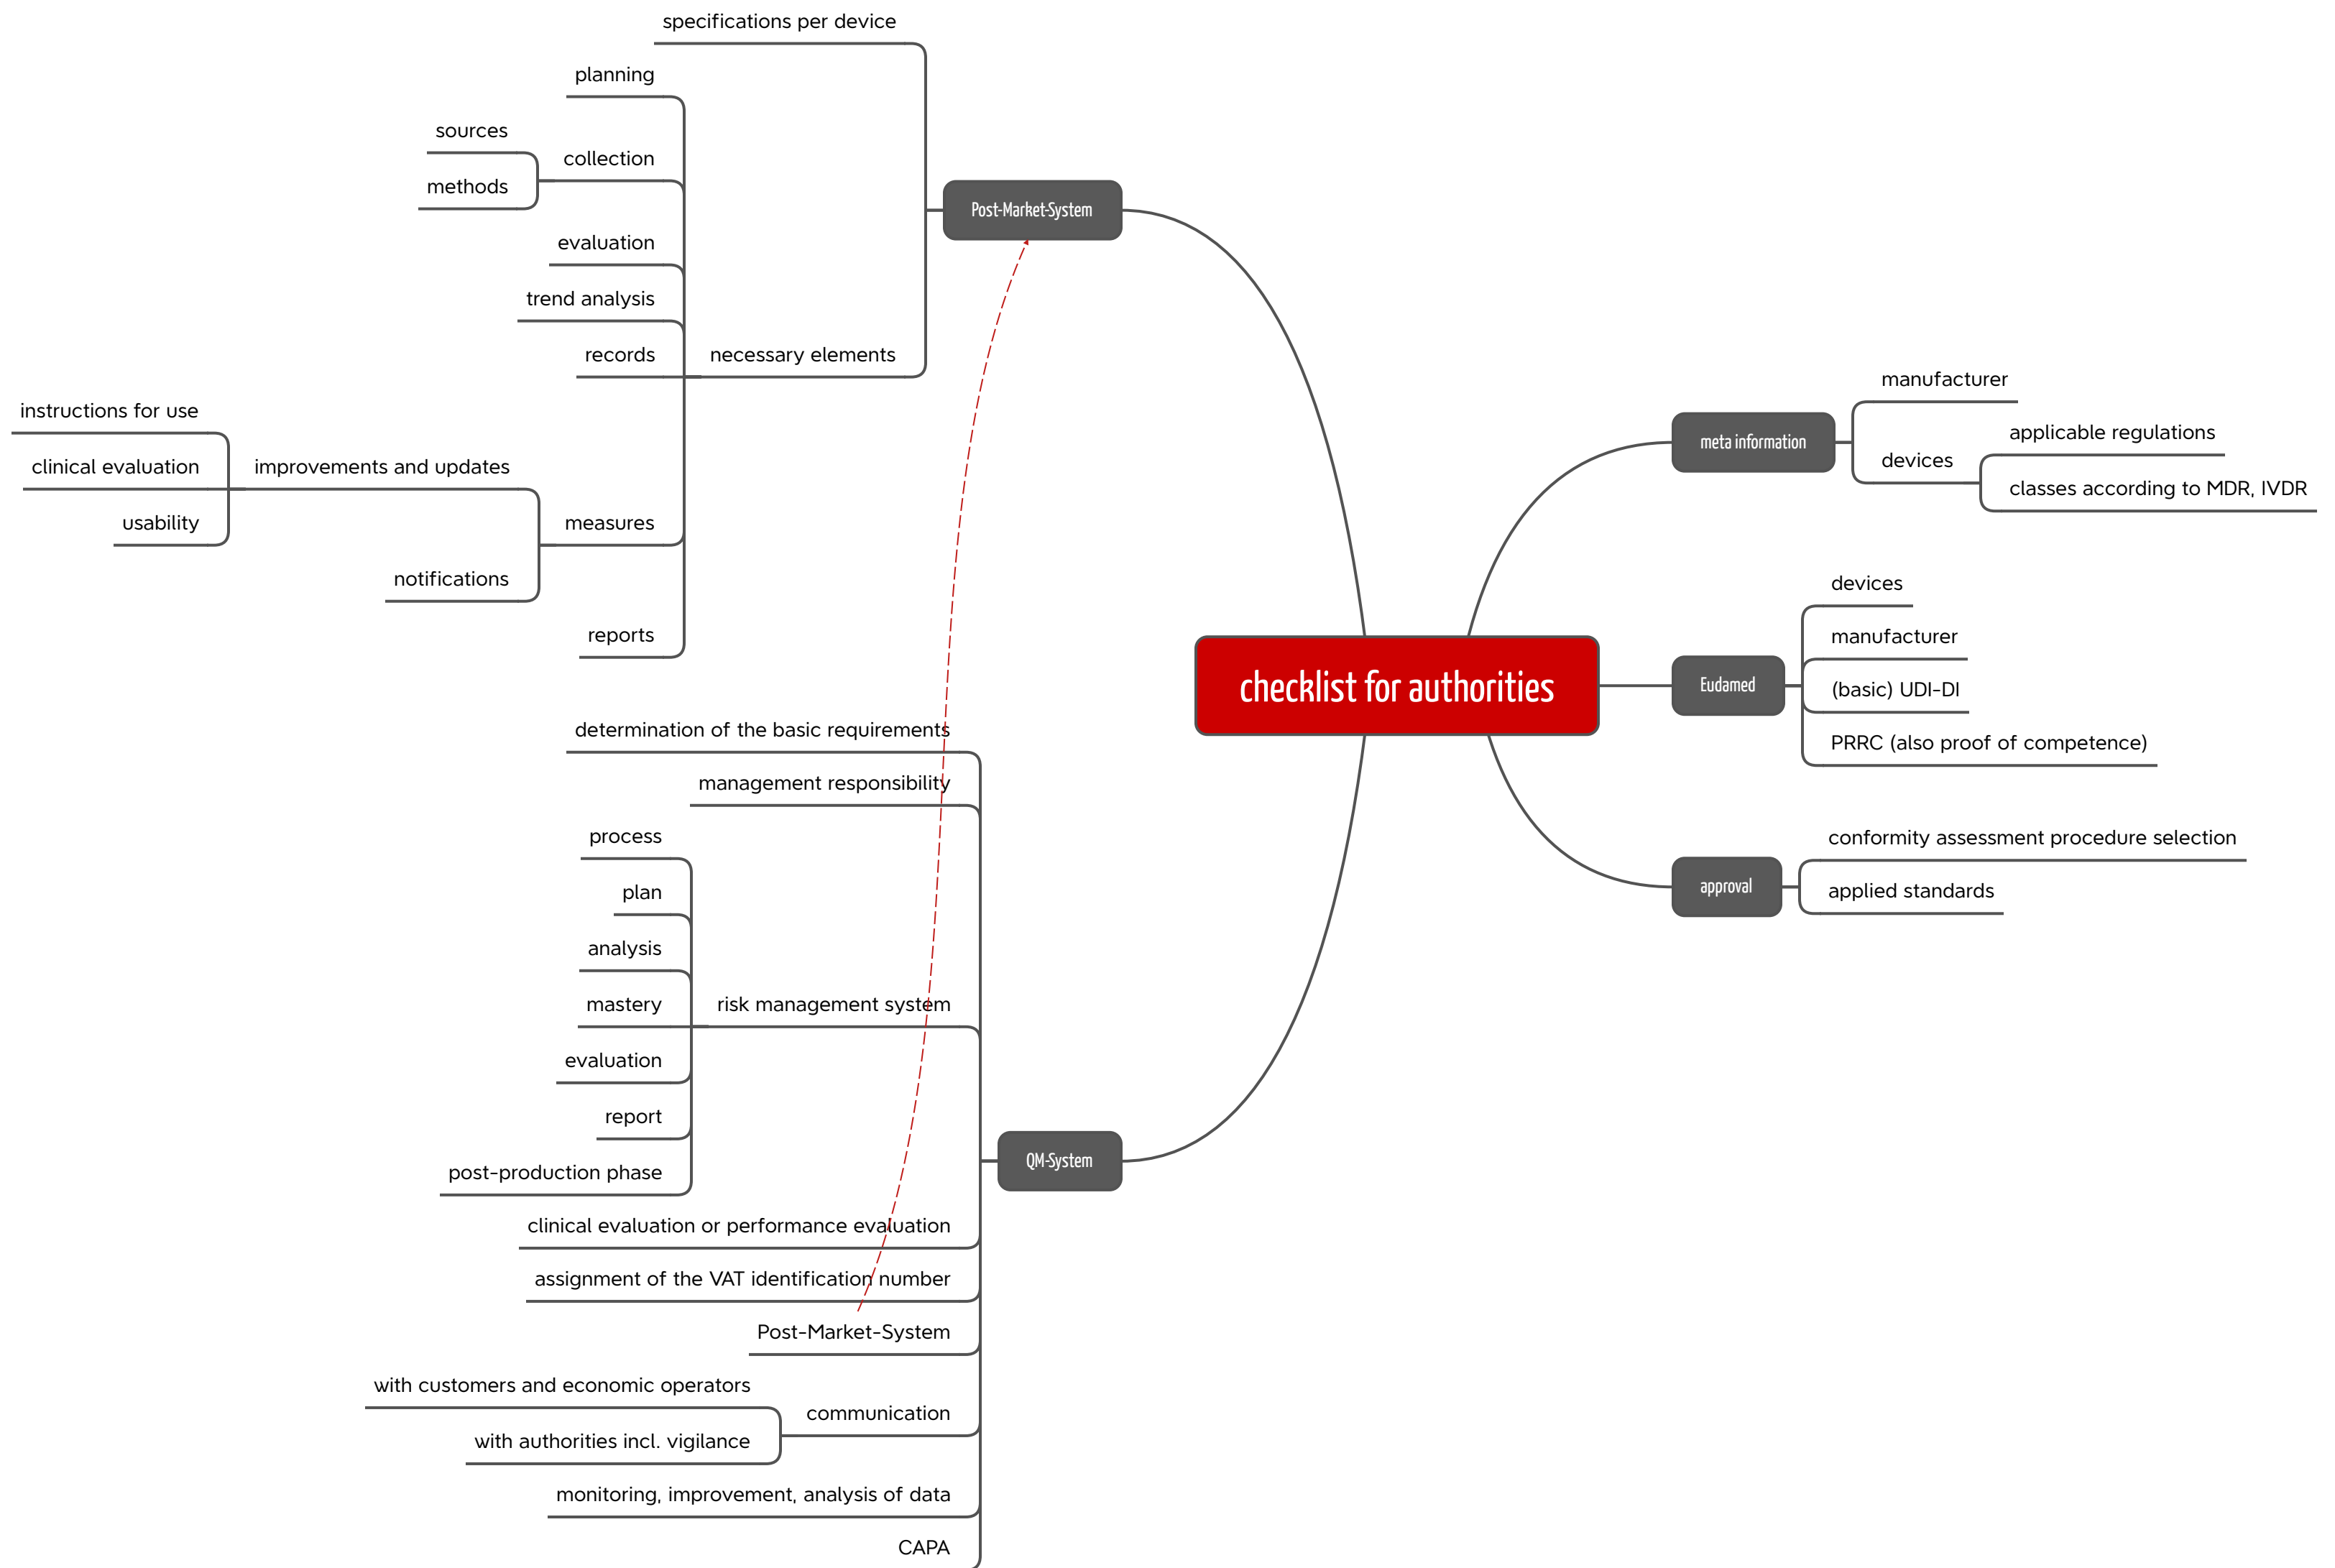 specifications per device
planning
sources
collection
methods
Post-Market-System
evaluation
trend analysis
records
necessary elements
instructions for use
clinical evaluation
improvements and updates
usability
measures
notifications
reports
manufacturer
meta information
applicable regulations
devices
classes according to MDR, IVDR
devices
manufacturer
checklist for authorities
Eudamed
(basic) UDI-DI
PRRC (also proof of competence)
conformity assessment procedure selection
approval
applied standards
determination of the basic requirements
management responsibility
process
plan
analysis
mastery
risk management system
evaluation
report
post-production phase
QM-System
clinical evaluation or performance evaluation
assignment of the VAT identification number
Post-Market-System
with customers and economic operators
communication
with authorities incl. vigilance
monitoring, improvement, analysis of data
CAPA